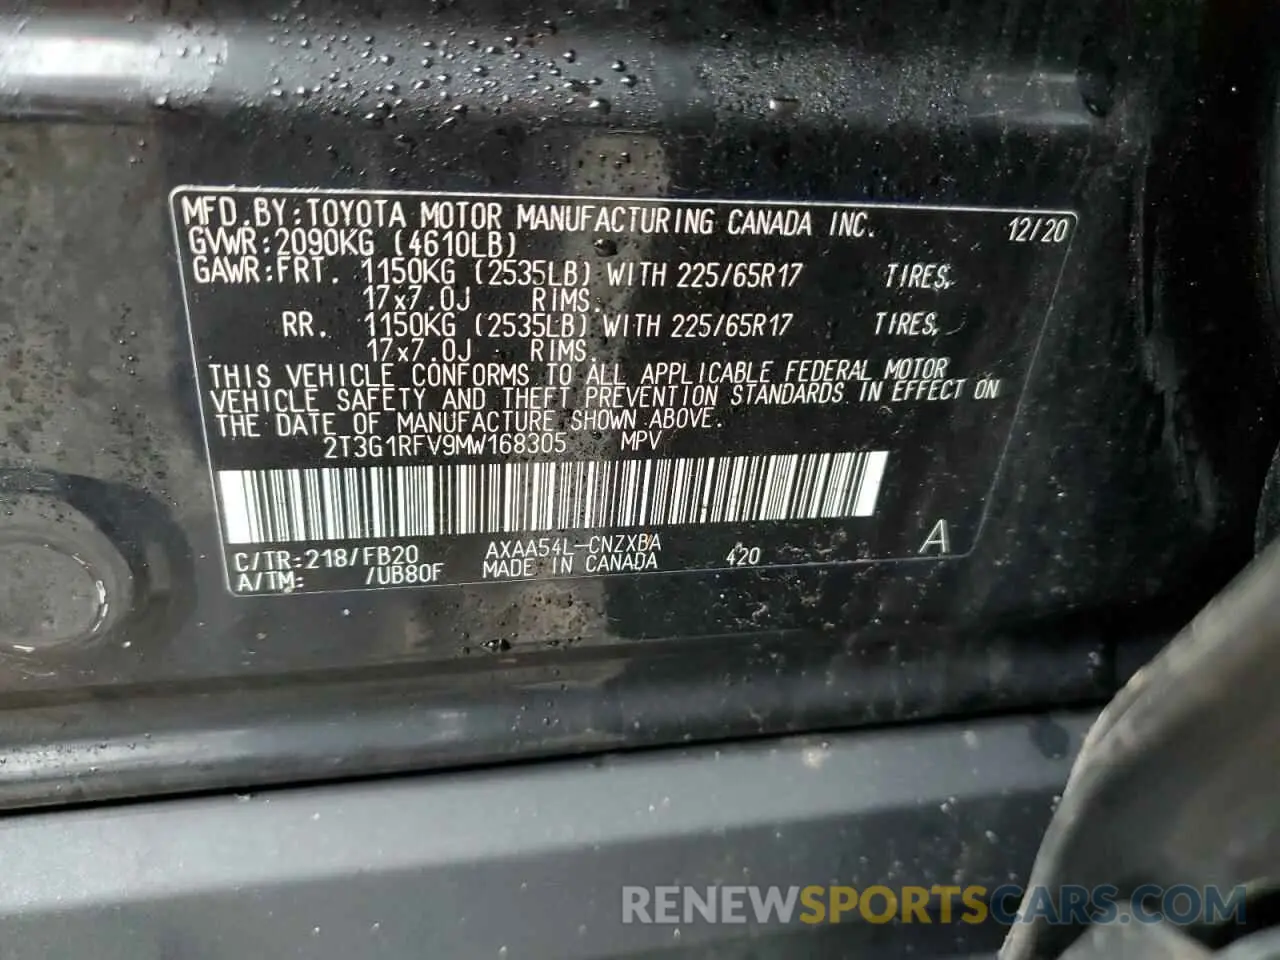 MFD.BY:TOYOTA MOTOR MANUFACTURING CANADA INC. 12/20
GVWR:2090KG (4610LB)
GAWR:FRT. 1150KG (2535LB) WITH 225/65R17 TIRES,
17x7.0J RIMS.
RR. 1150KG (2535LB) WITH 225/65R17 TIRES,
17x7.0J RIMS.
THIS VEHICLE CONFORMS TO ALL APPLICABLE FEDERAL MOTOR
VEHICLE SAFETY AND THEFT PREVENTION STANDARDS IN EFFECT ON
THE DATE OF MANUFACTURE SHOWN ABOVE.
2T3G1RFV9MW168305 MPV
C/TR:218/FB20 AXAA54L-CNZXBA 420 A
A/TM: /UB80F MADE IN CANADA
RENEWSPORTSCARS.COM